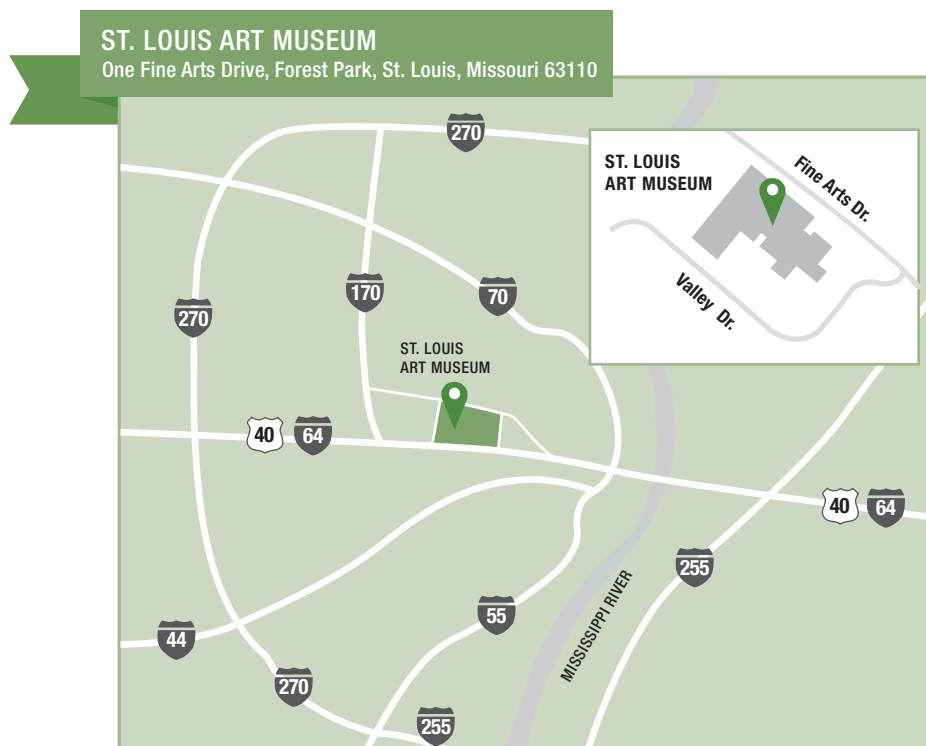 ST. LOUIS ART MUSEUM
One Fine Arts Drive, Forest Park, St. Louis, Missouri 63110
270
ST. LOUIS
ART MUSEUM
Fine Arts Dr.
Valley Dr.
270
170
70
ST. LOUIS
ART MUSEUM
40
64
40
64
255
MISSISSIPPI RIVER
55
44
270
255